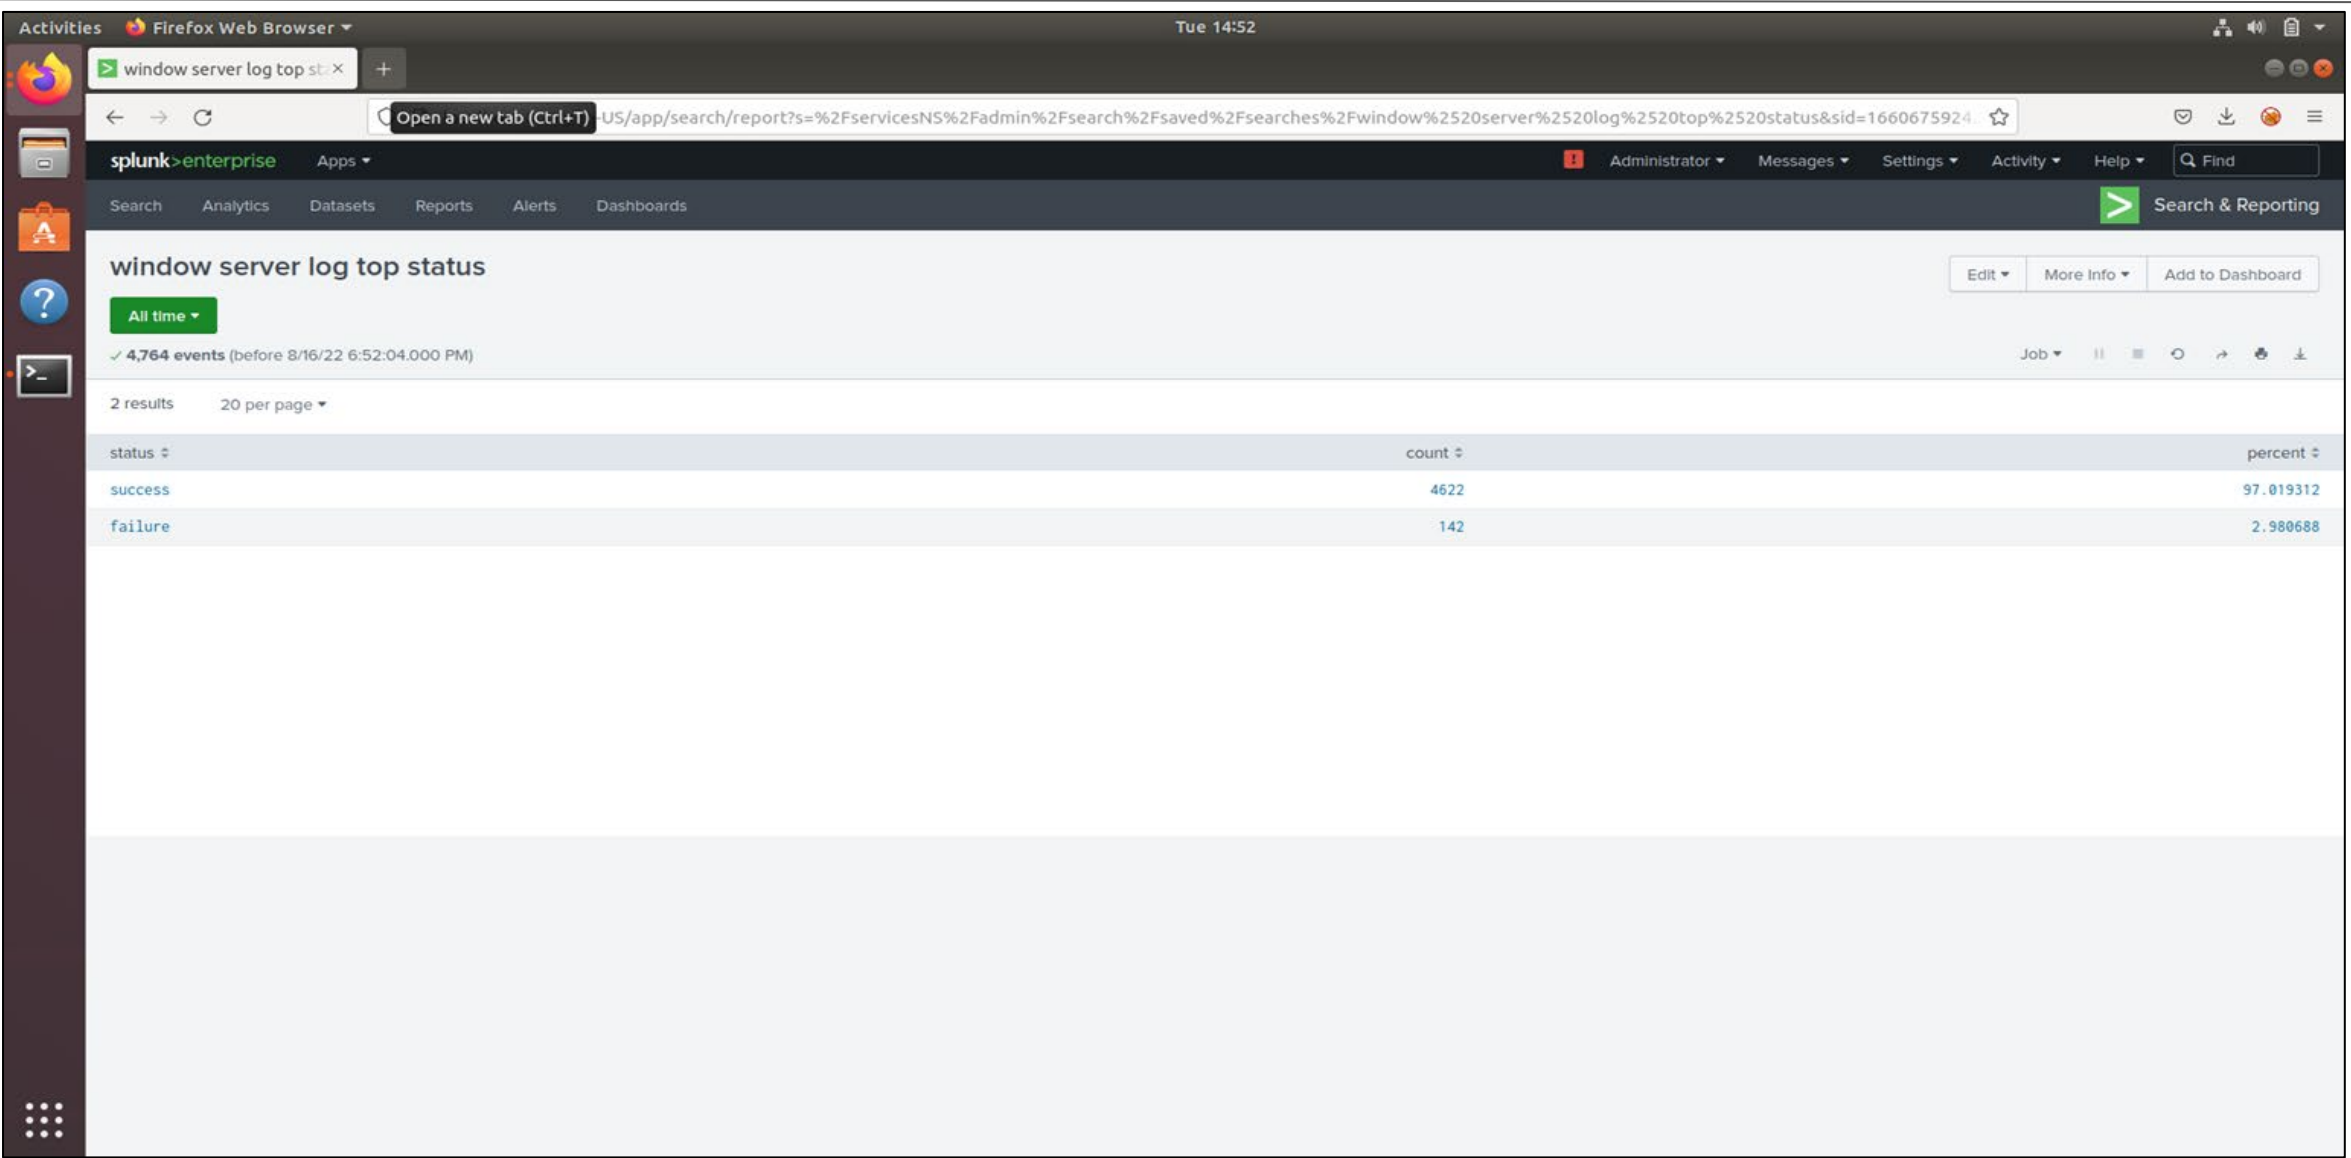 Activities Firefox Web Browser Tue 14:52
window server log top st
Open a new tab (Ctrl+T) -US/app/search/report?s=%2FservicesNS%2Fadmin%2Fsearch%2Fsaved%2Fsearches%2Fwindow%2520server%2520log%2520top%2520status&sid=1660675924.
splunk>enterprise Apps Administrator Messages Settings Activity Help Find
Search Analytics Datasets Reports Alerts Dashboards Search & Reporting
window server log top status
Edit More Info Add to Dashboard
All time
✓ 4,764 events (before 8/16/22 6:52:04.000 PM) Job
2 results 20 per page
status count percent
success 4622 97.019312
failure 142 2.980688